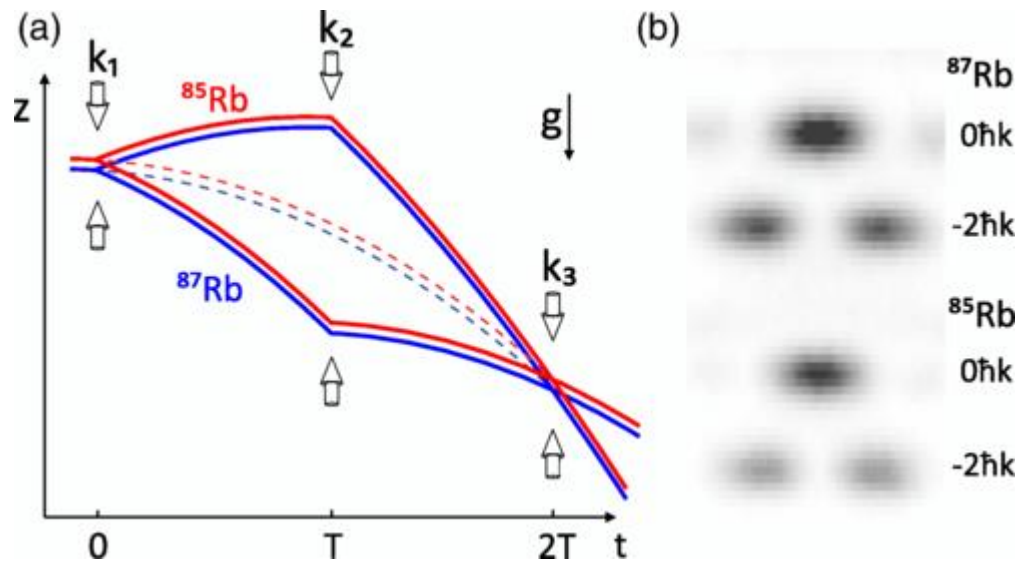 (a)
k₁
k₂
z
⁸⁵Rb
g
⁸⁷Rb
k₃
0
T
2T
t
(b)
⁸⁷Rb
0ħk
-2ħk
⁸⁵Rb
0ħk
-2ħk